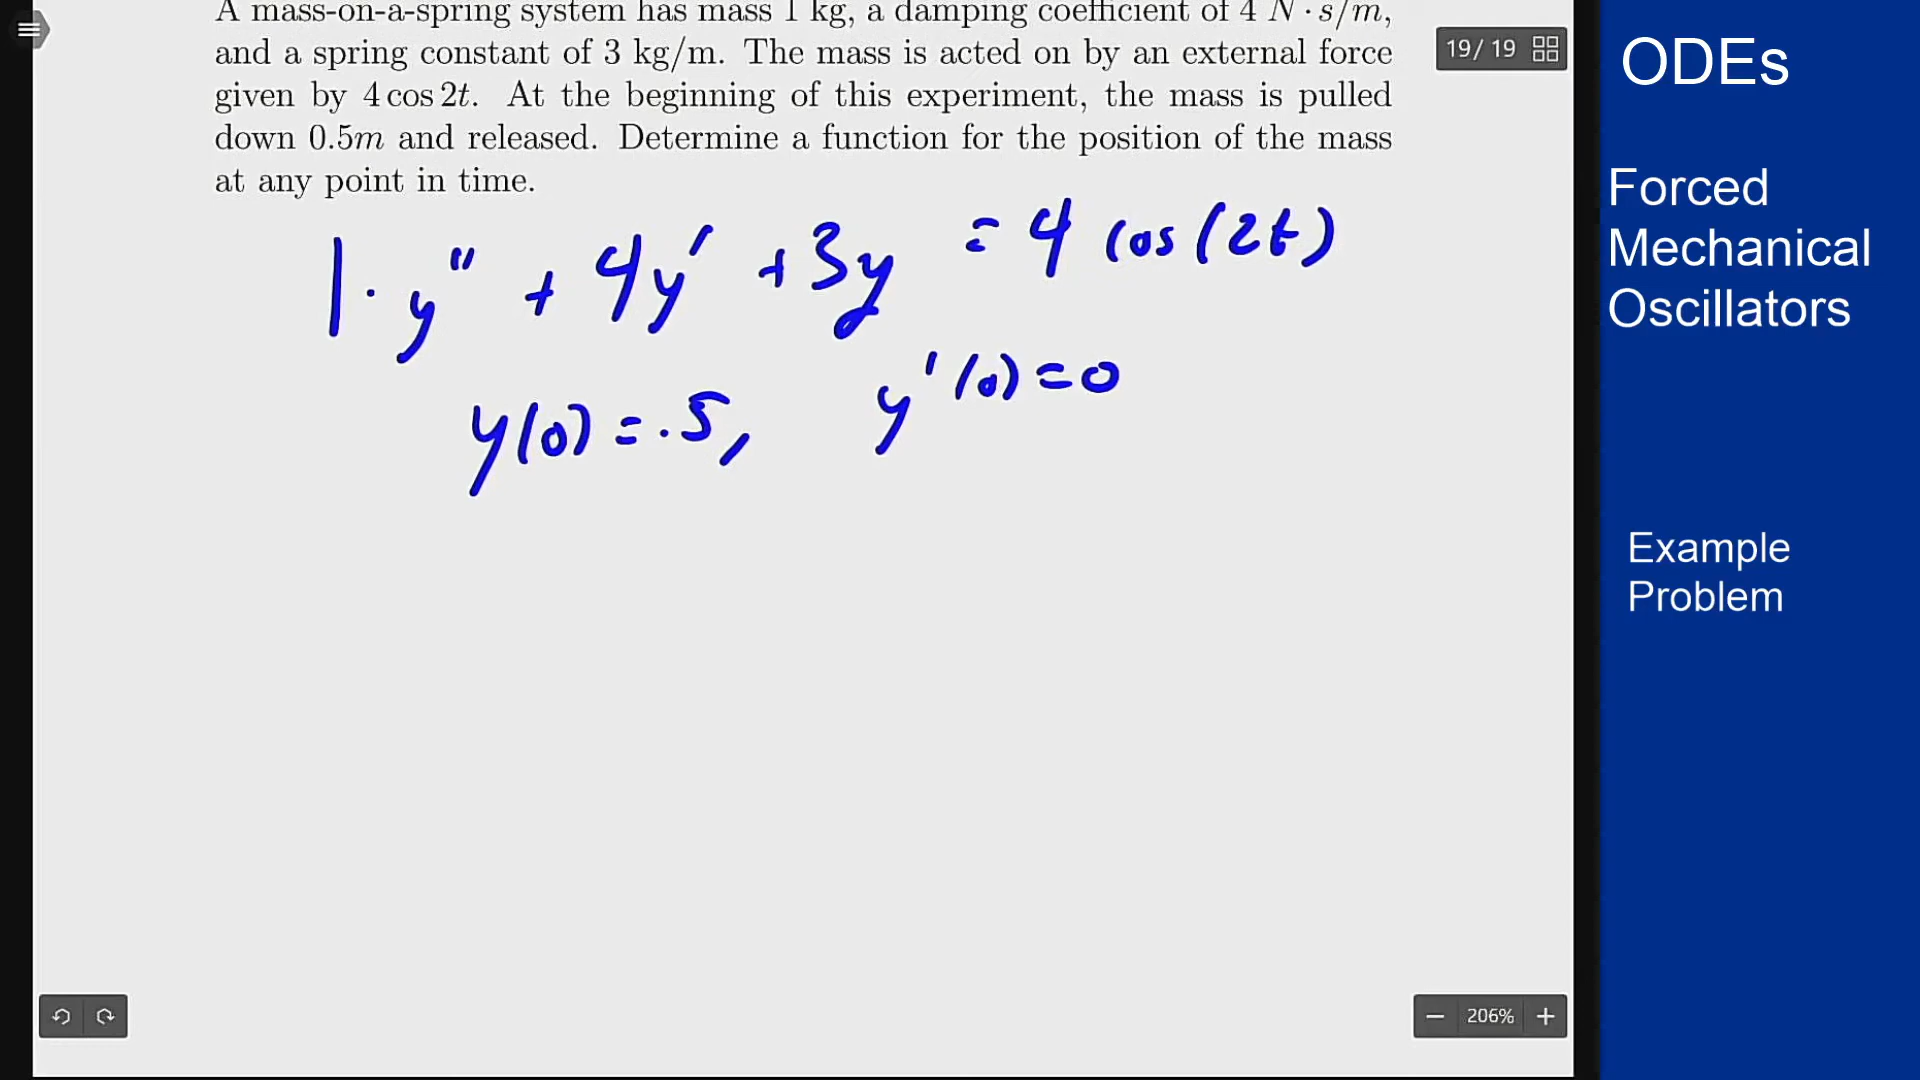 A mass-on-a-spring system has mass 1 kg, a damping coefficient of 4 N · s/m,
and a spring constant of 3 kg/m. The mass is acted on by an external force
given by 4 cos 2t. At the beginning of this experiment, the mass is pulled
down 0.5m and released. Determine a function for the position of the mass
at any point in time.
1 · y" + 4y' + 3y = 4 cos(2t)
y(0) = .5, y'(0) = 0
19/ 19
206%
ODEs
Forced
Mechanical
Oscillators
Example
Problem